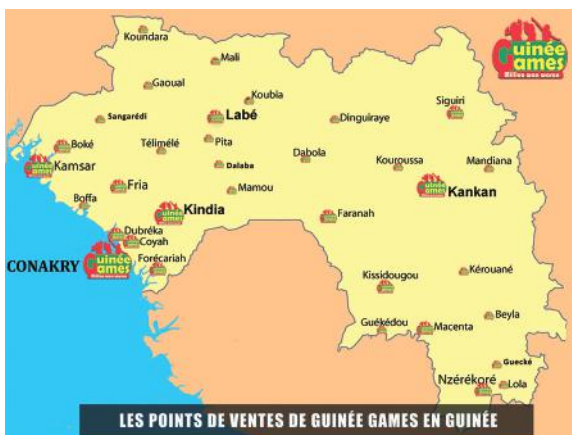 Koundara
Mali
Guinée
Games
Gaoual
Koubia
Siguiri
Sangarédi
Labé
Dinguiraye
Boké
Télimélé
Pita
Kamsar
Dalaba
Dabola
Kouroussa
Mandiana
Fria
Mamou
Kankan
Boffa
Kindia
Faranah
Dubréka
Coyah
CONAKRY
Guinée
Games
Forécariah
Kissidougou
Kérouané
Beyla
Guékédou
Macenta
Guecké
Nzérékoré
Lola
LES POINTS DE VENTES DE GUINÉE GAMES EN GUINÉE